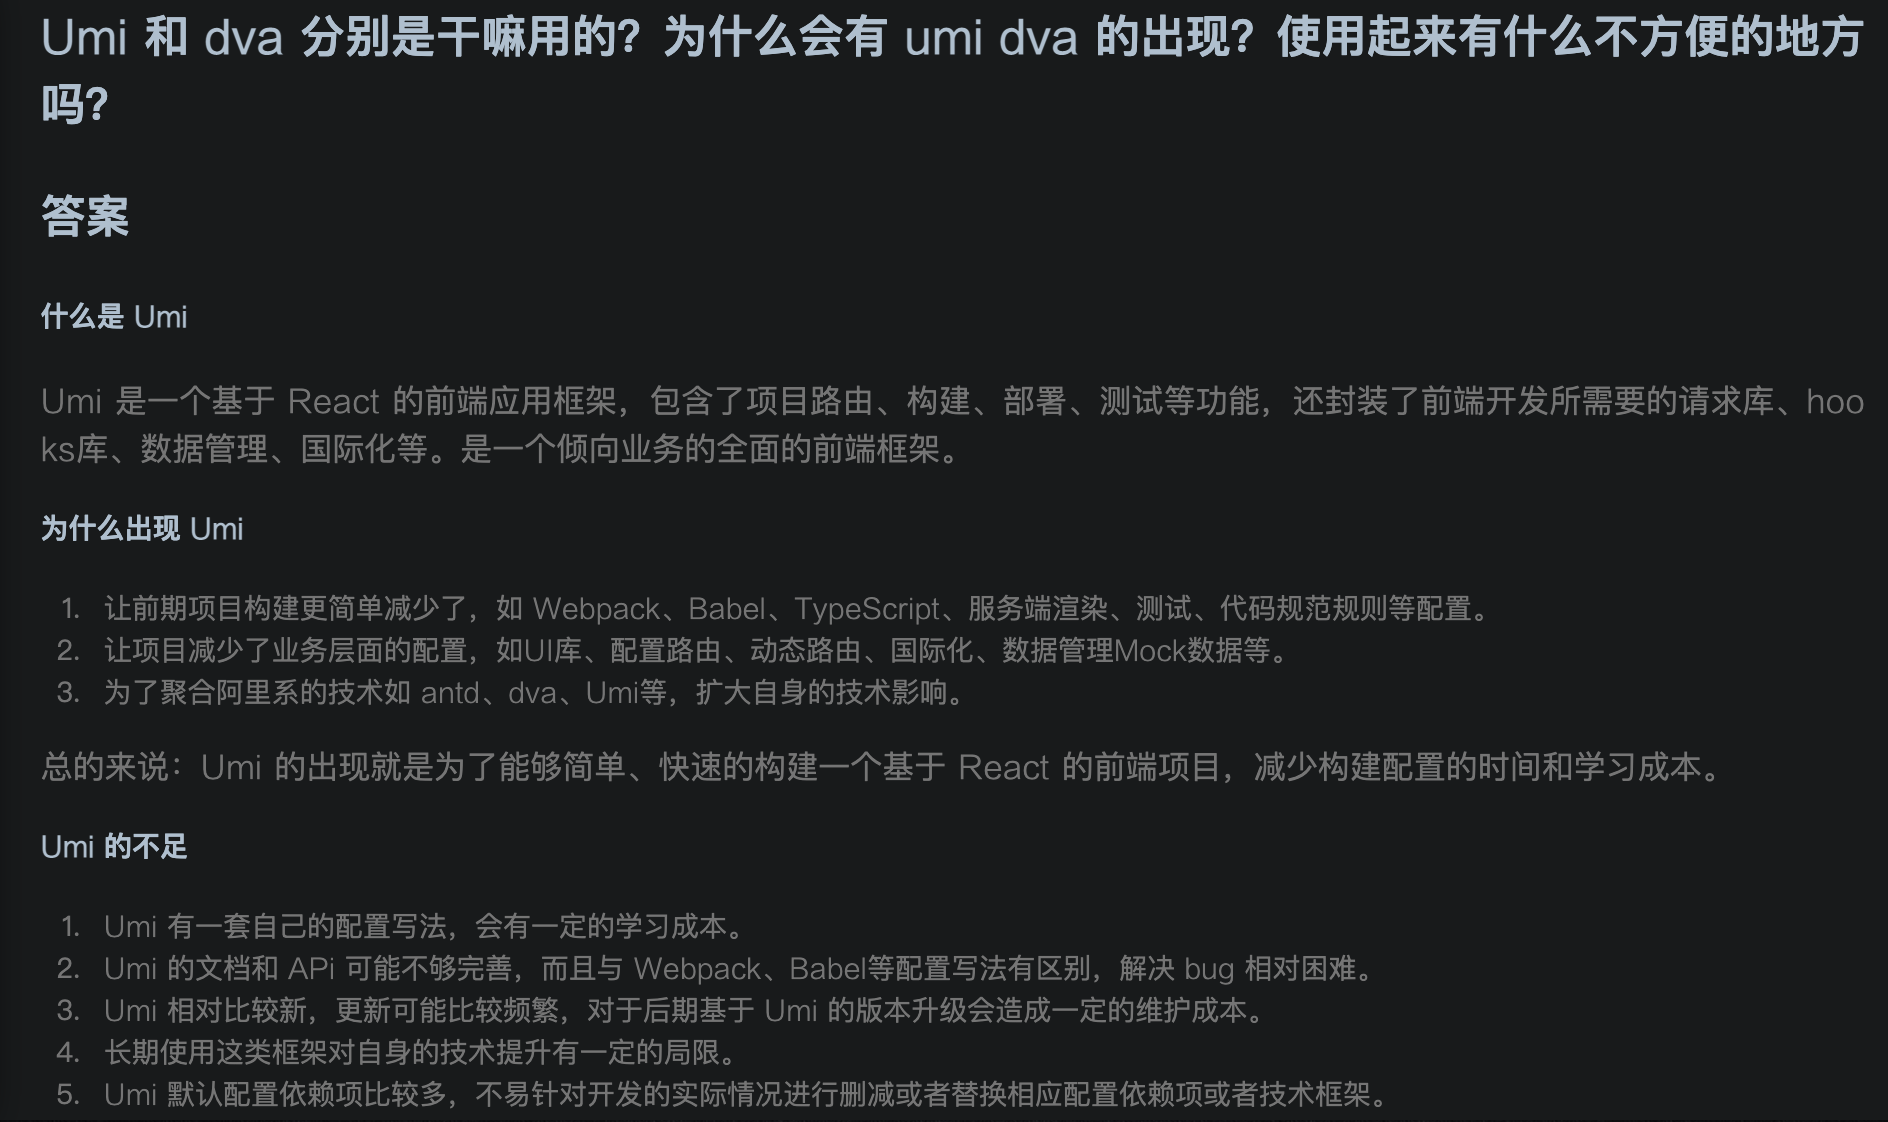 Umi 和 dva 分别是干嘛用的？为什么会有 umi dva 的出现？使用起来有什么不方便的地方
吗？
答案
什么是 Umi
Umi 是一个基于 React 的前端应用框架，包含了项目路由、构建、部署、测试等功能，还封装了前端开发所需要的请求库、hoo
ks库、数据管理、国际化等。是一个倾向业务的全面的前端框架。
为什么出现 Umi
1. 让前期项目构建更简单减少了，如 Webpack、Babel、TypeScript、服务端渲染、测试、代码规范规则等配置。
2. 让项目减少了业务层面的配置，如UI库、配置路由、动态路由、国际化、数据管理Mock数据等。
3. 为了聚合阿里系的技术如 antd、dva、Umi等，扩大自身的技术影响。
总的来说：Umi 的出现就是为了能够简单、快速的构建一个基于 React 的前端项目，减少构建配置的时间和学习成本。
Umi 的不足
1. Umi 有一套自己的配置写法，会有一定的学习成本。
2. Umi 的文档和 APi 可能不够完善，而且与 Webpack、Babel等配置写法有区别，解决 bug 相对困难。
3. Umi 相对比较新，更新可能比较频繁，对于后期基于 Umi 的版本升级会造成一定的维护成本。
4. 长期使用这类框架对自身的技术提升有一定的局限。
5. Umi 默认配置依赖项比较多，不易针对开发的实际情况进行删减或者替换相应配置依赖项或者技术框架。